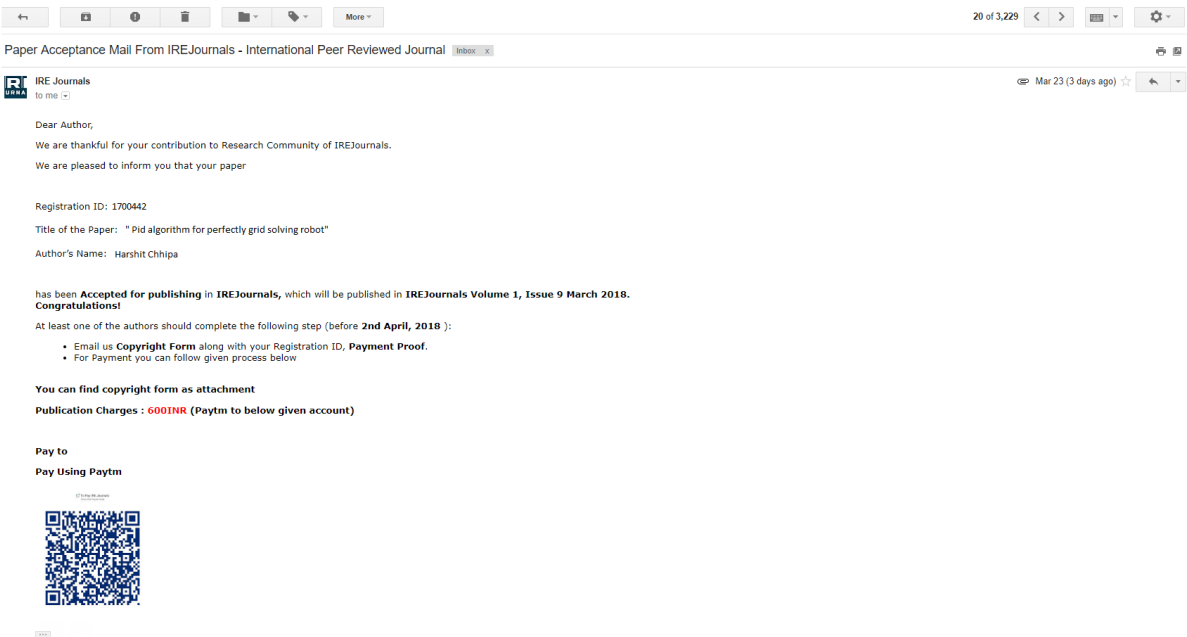 More
20 of 3,229
Paper Acceptance Mail From IREJournals - International Peer Reviewed Journal Inbox x
IRE Journals
Mar 23 (3 days ago)
to me
Dear Author,
We are thankful for your contribution to Research Community of IREJournals.
We are pleased to inform you that your paper
Registration ID: 1700442
Title of the Paper: " Pid algorithm for perfectly grid solving robot"
Author's Name: Harshit Chhipa
has been Accepted for publishing in IREJournals, which will be published in IREJournals Volume 1, Issue 9 March 2018.
Congratulations!
At least one of the authors should complete the following step (before 2nd April, 2018 ):
• Email us Copyright Form along with your Registration ID, Payment Proof.
• For Payment you can follow given process below
You can find copyright form as attachment
Publication Charges : 600INR (Paytm to below given account)
Pay to
Pay Using Paytm